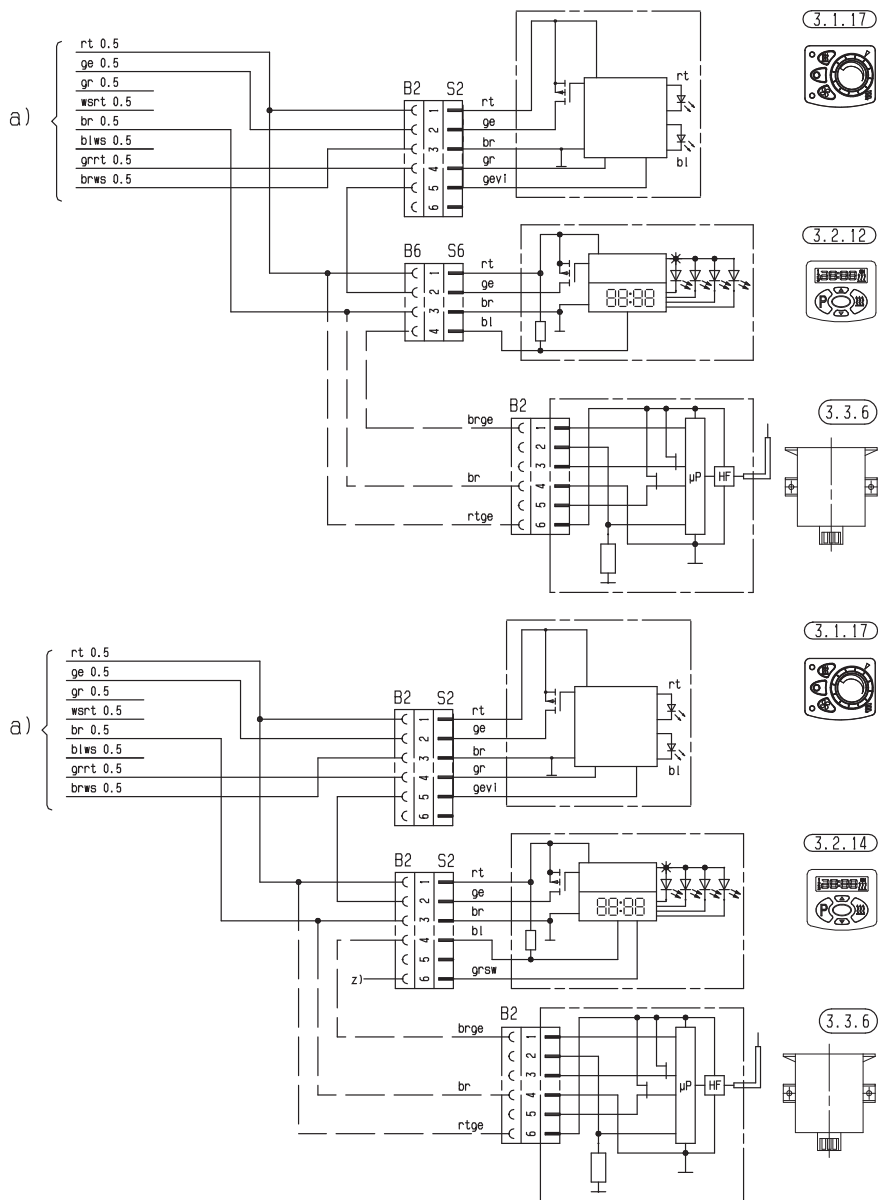 3.1.17
a)
rt 0.5
ge 0.5
gr 0.5
wsrt 0.5
br 0.5
blws 0.5
grrt 0.5
brws 0.5
B2 S2
1 rt
2 ge
3 br
4 gr
5 gevi
6
rt
bl
3.2.12
B6 S6
1 rt
2 ge
3 br
4 bl
88:88
P
3.3.6
B2
brge 1
2
3
br 4
5
rtge 6
µP
HF
3.1.17
a)
rt 0.5
ge 0.5
gr 0.5
wsrt 0.5
br 0.5
blws 0.5
grrt 0.5
brws 0.5
B2 S2
1 rt
2 ge
3 br
4 gr
5 gevi
6
rt
bl
3.2.14
B2 S2
1 rt
2 ge
3 br
4 bl
5
z) 6 grsw
88:88
P
3.3.6
B2
brge 1
2
3
br 4
5
rtge 6
µP
HF